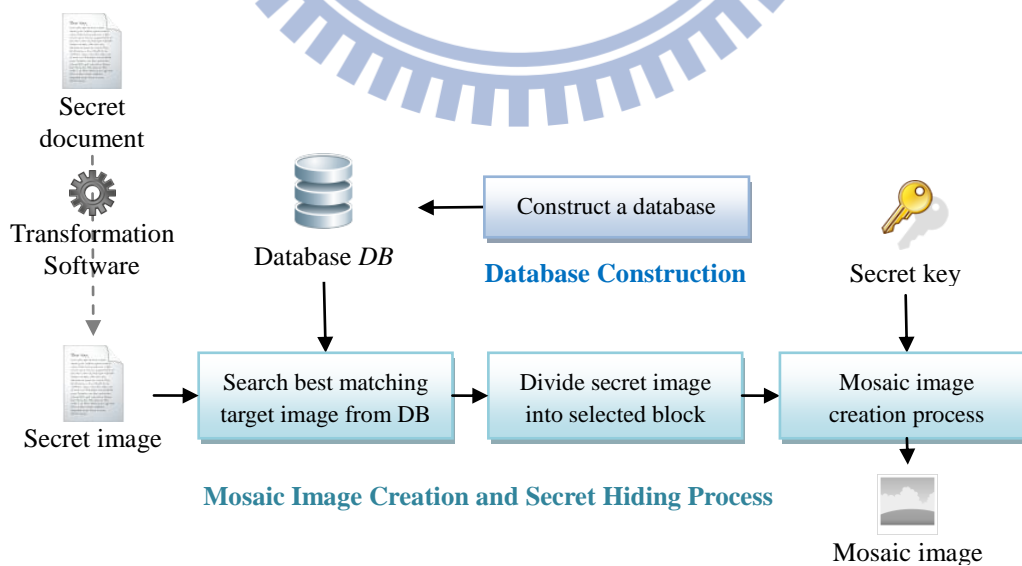 Secret
document
Transformation
Software
Database DB
Construct a database
Database Construction
Secret key
Secret image
Search best matching
target image from DB
Divide secret image
into selected block
Mosaic image
creation process
Mosaic Image Creation and Secret Hiding Process
Mosaic image